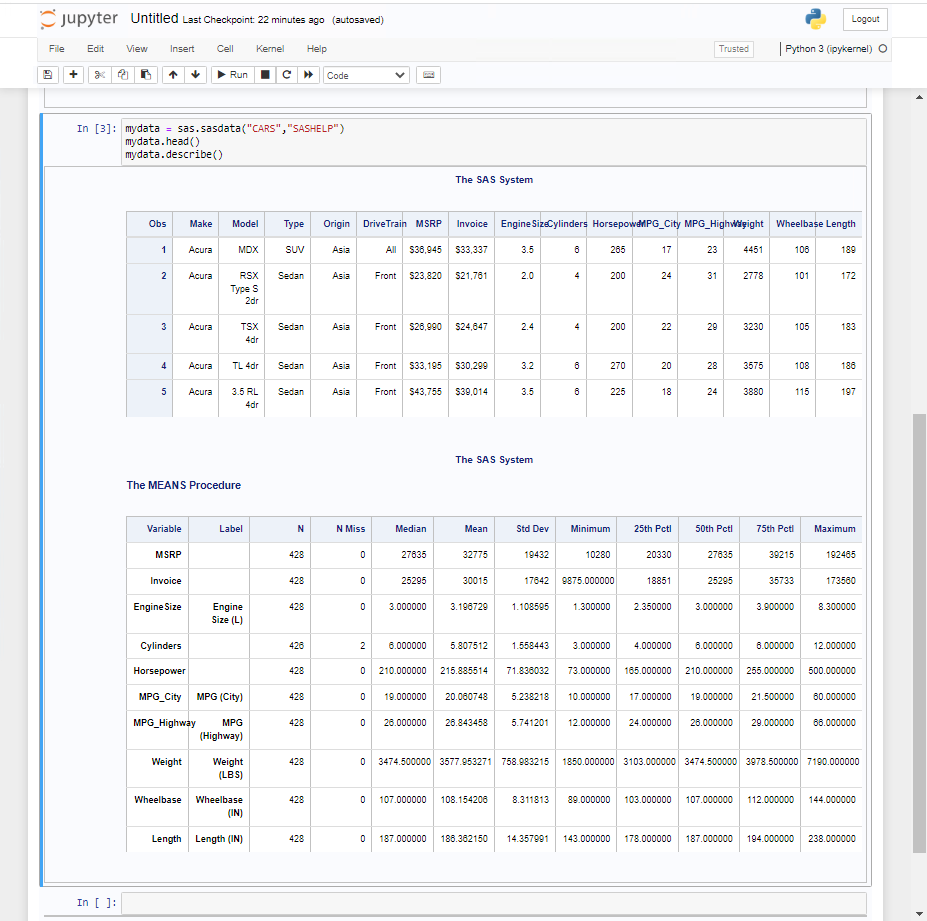 jupyter Untitled Last Checkpoint: 22 minutes ago (autosaved) Logout
File Edit View Insert Cell Kernel Help Trusted Python 3 (ipykernel)
Run Code
In [3]: mydata = sas.sasdata("CARS","SASHELP")
mydata.head()
mydata.describe()
The SAS System
Obs Make Model Type Origin DriveTrain MSRP Invoice EngineSize Cylinders Horsepower MPG_City MPG_Highway Weight Wheelbase Length
1 Acura MDX SUV Asia All $36,945 $33,337 3.5 6 265 17 23 4451 106 189
2 Acura RSX Sedan Asia Front $23,820 $21,761 2.0 4 200 24 31 2778 101 172
Type S
2dr
3 Acura TSX Sedan Asia Front $26,990 $24,647 2.4 4 200 22 29 3230 105 183
4dr
4 Acura TL 4dr Sedan Asia Front $33,195 $30,299 3.2 6 270 20 28 3575 108 186
5 Acura 3.5 RL Sedan Asia Front $43,755 $39,014 3.5 6 225 18 24 3880 115 197
4dr
The SAS System
The MEANS Procedure
Variable Label N N Miss Median Mean Std Dev Minimum 25th Pctl 50th Pctl 75th Pctl Maximum
MSRP 428 0 27635 32775 19432 10280 20330 27635 39215 192465
Invoice 428 0 25295 30015 17642 9875.000000 18851 25295 35733 173560
EngineSize Engine 428 0 3.000000 3.196729 1.108595 1.300000 2.350000 3.000000 3.900000 8.300000
Size (L)
Cylinders 426 2 6.000000 5.807512 1.558443 3.000000 4.000000 6.000000 6.000000 12.000000
Horsepower 428 0 210.000000 215.885514 71.836032 73.000000 165.000000 210.000000 255.000000 500.000000
MPG_City MPG (City) 428 0 19.000000 20.060748 5.238218 10.000000 17.000000 19.000000 21.500000 60.000000
MPG_Highway MPG 428 0 26.000000 26.843458 5.741201 12.000000 24.000000 26.000000 29.000000 66.000000
(Highway)
Weight Weight 428 0 3474.500000 3577.953271 758.983215 1850.000000 3103.000000 3474.500000 3978.500000 7190.000000
(LBS)
Wheelbase Wheelbase 428 0 107.000000 108.154206 8.311813 89.000000 103.000000 107.000000 112.000000 144.000000
(IN)
Length Length (IN) 428 0 187.000000 186.362150 14.357991 143.000000 178.000000 187.000000 194.000000 238.000000
In [ ]: